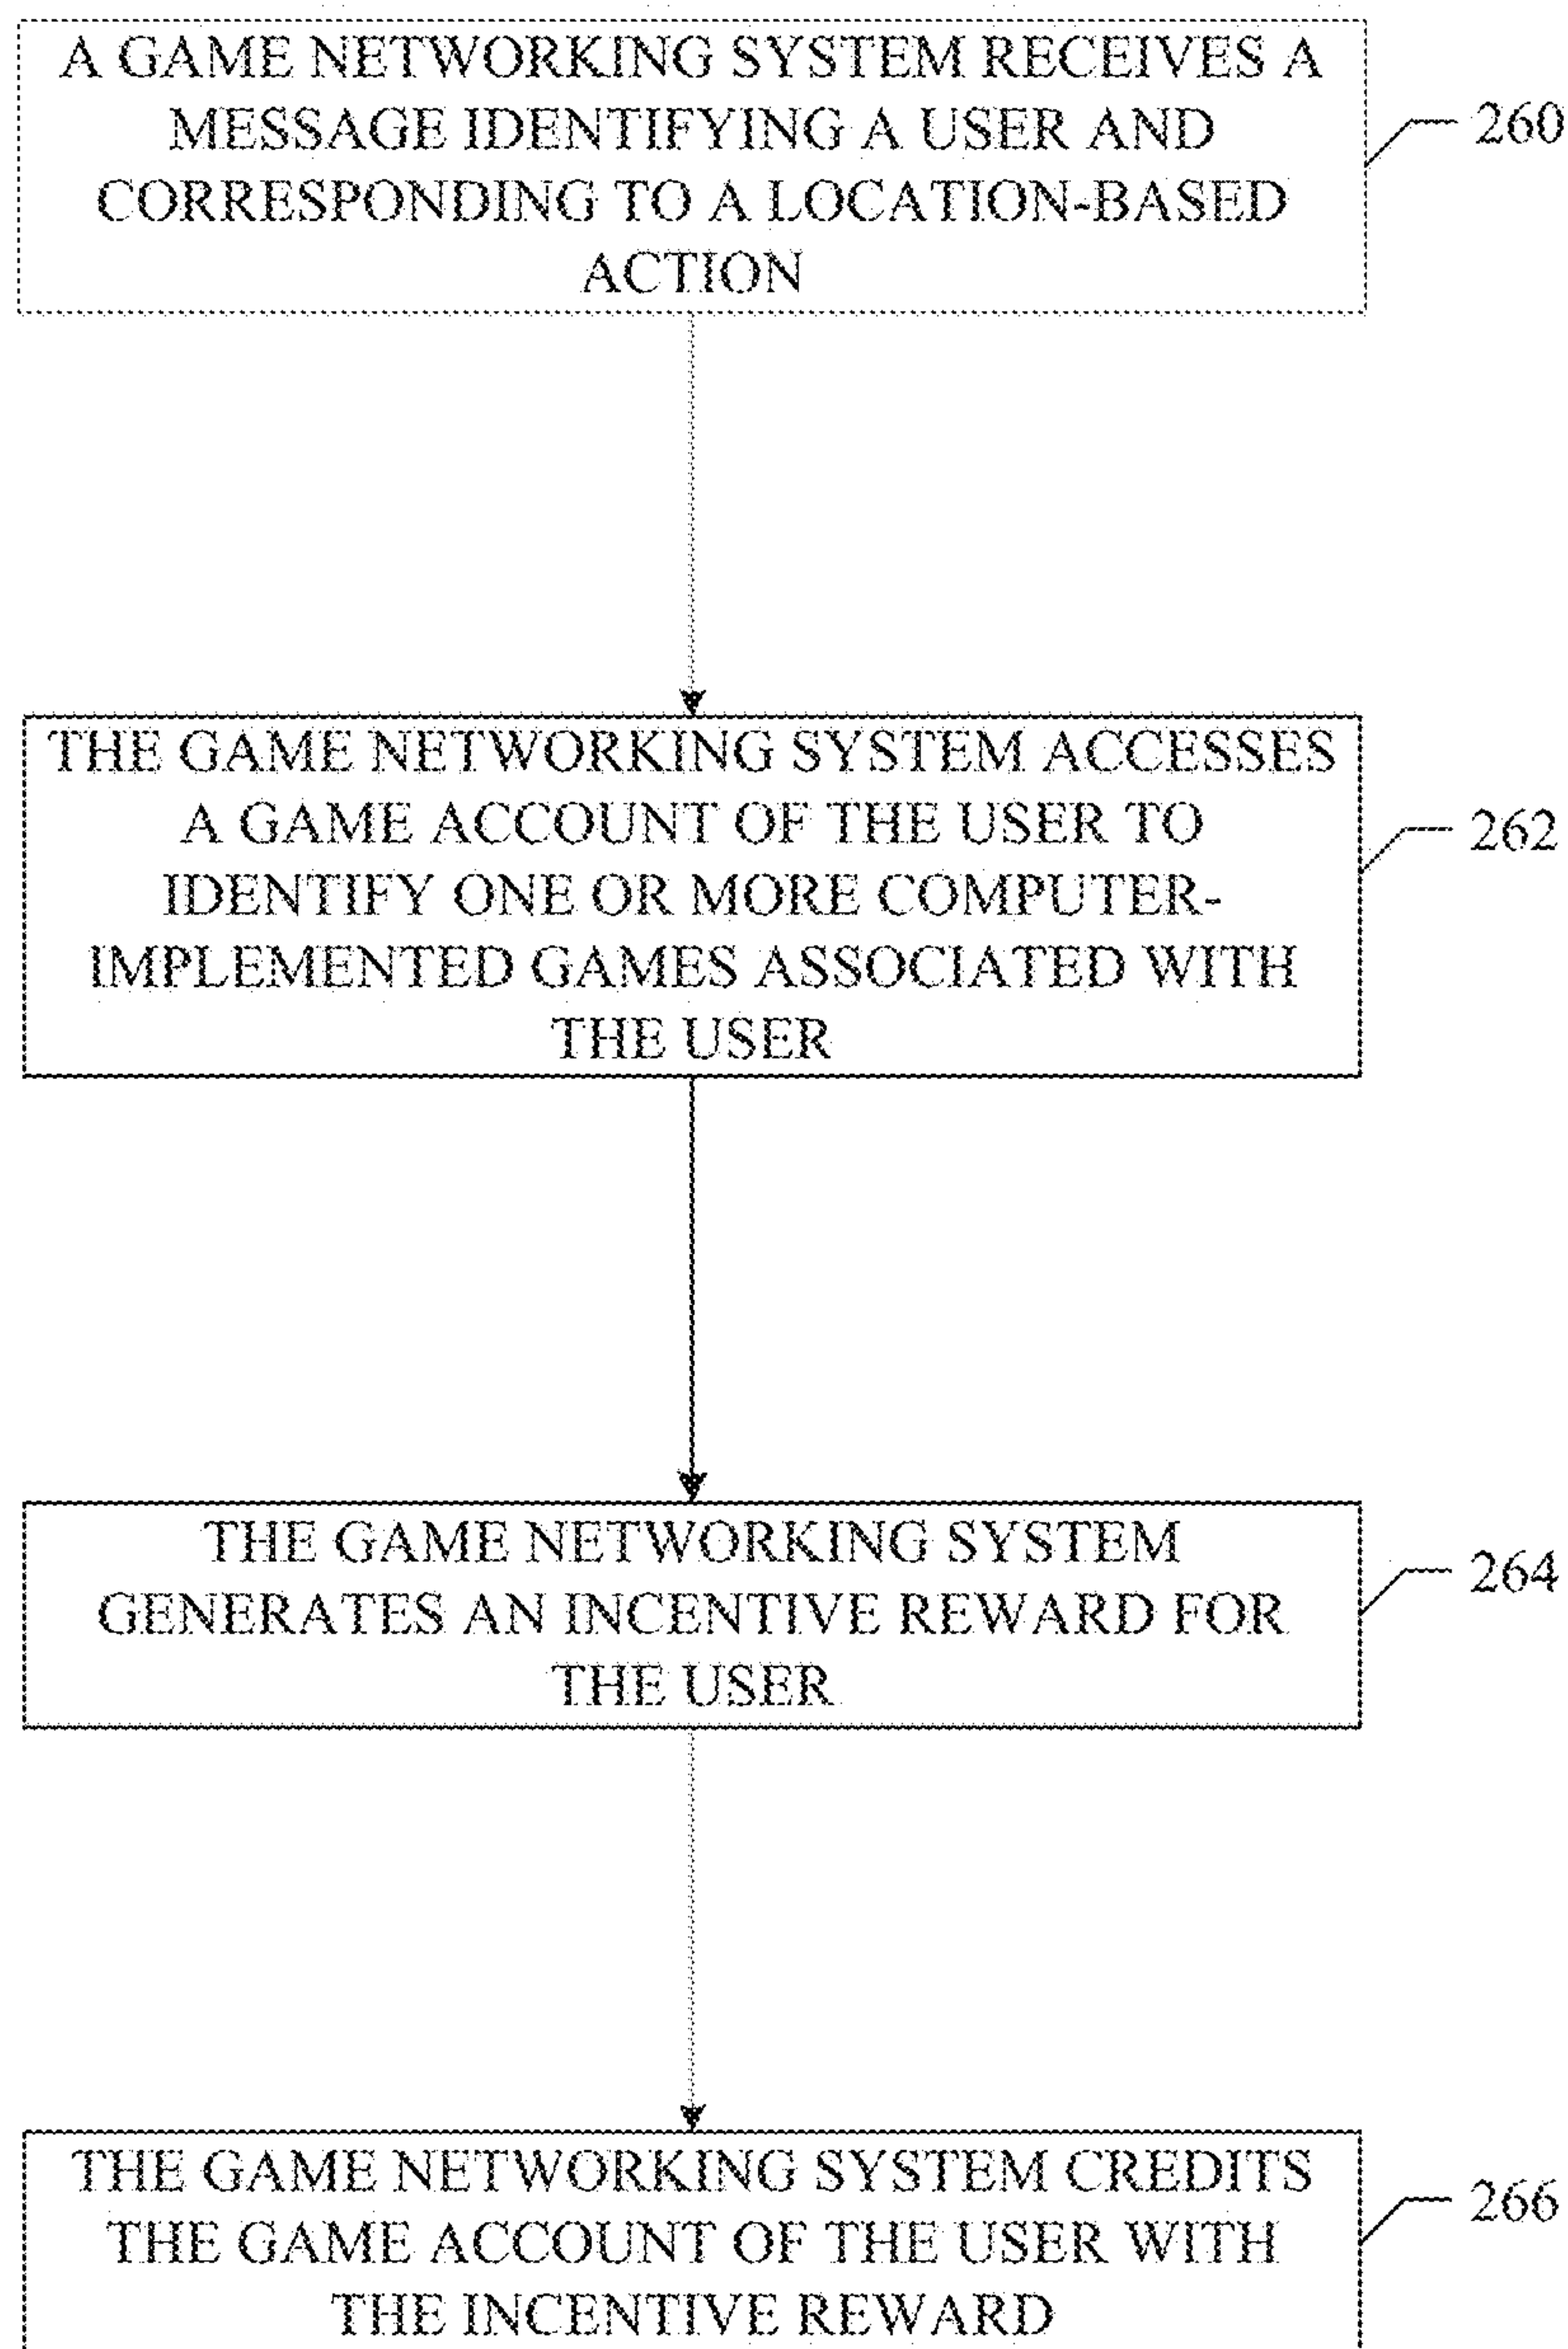 A GAME NETWORKING SYSTEM RECEIVES A
MESSAGE IDENTIFYING A USER AND
CORRESPONDING TO A LOCATION-BASED
ACTION
260
THE GAME NETWORKING SYSTEM ACCESSES
A GAME ACCOUNT OF THE USER TO
IDENTIFY ONE OR MORE COMPUTER-
IMPLEMENTED GAMES ASSOCIATED WITH
THE USER
262
THE GAME NETWORKING SYSTEM
GENERATES AN INCENTIVE REWARD FOR
THE USER
264
THE GAME NETWORKING SYSTEM CREDITS
THE GAME ACCOUNT OF THE USER WITH
THE INCENTIVE REWARD
266